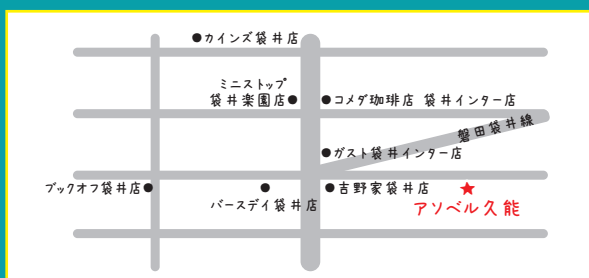 カインズ袋井店
ミニストップ
袋井楽園店
コメダ珈琲店 袋井インター店
磐田袋井線
ガスト袋井インター店
ブックオフ袋井店
バースデイ袋井店
吉野家袋井店
アソベル久能